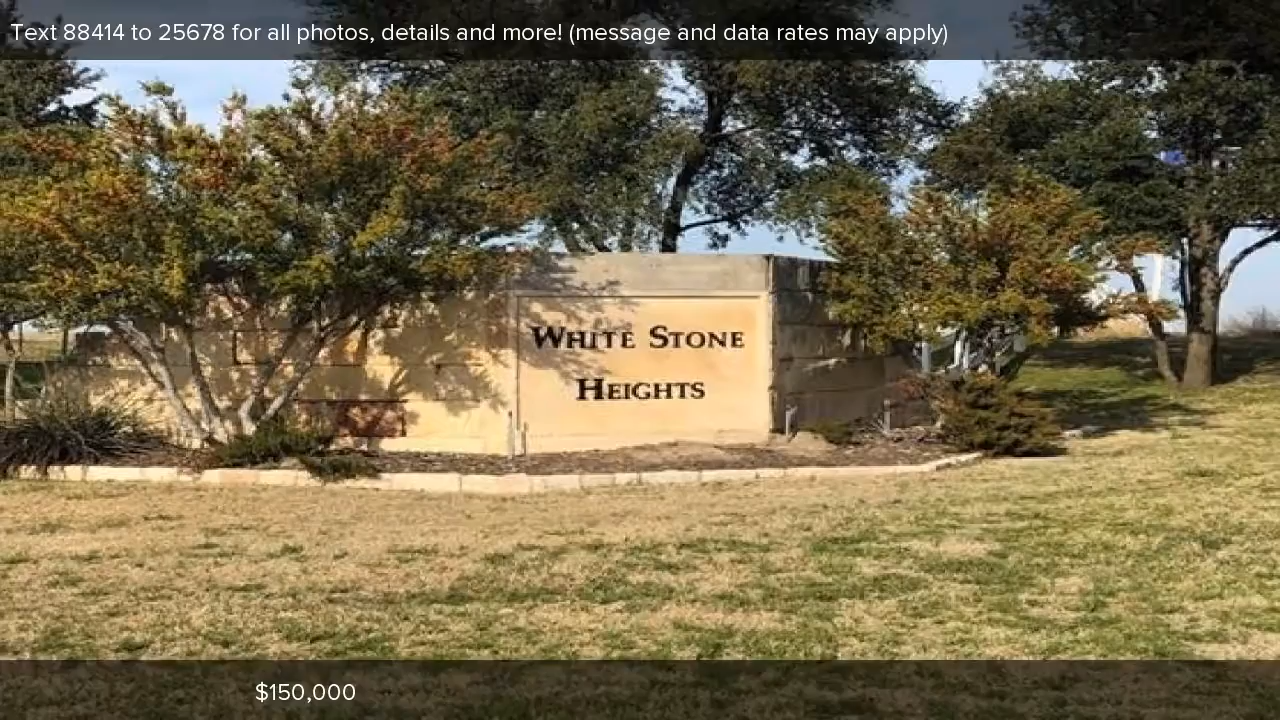 Text 88414 to 25678 for all photos, details and more! (message and data rates may apply)
White Stone
Heights
$150,000